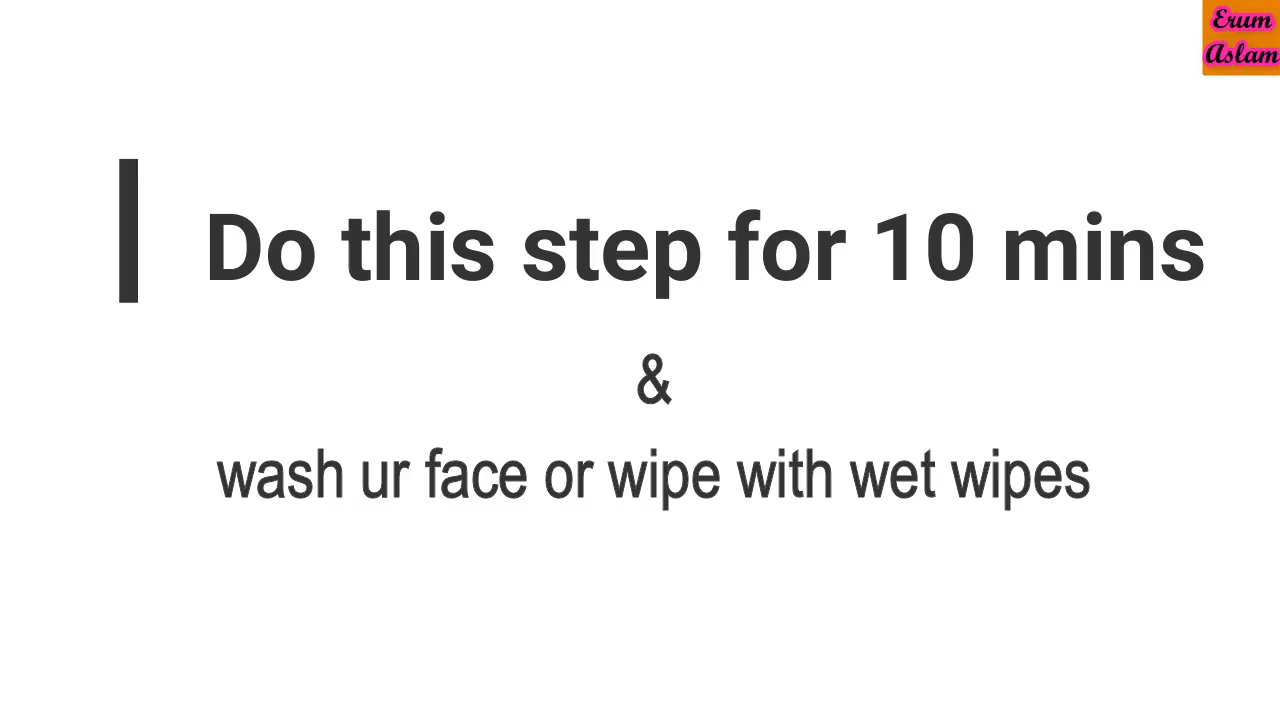 Erum
Aslam
Do this step for 10 mins
&
wash ur face or wipe with wet wipes